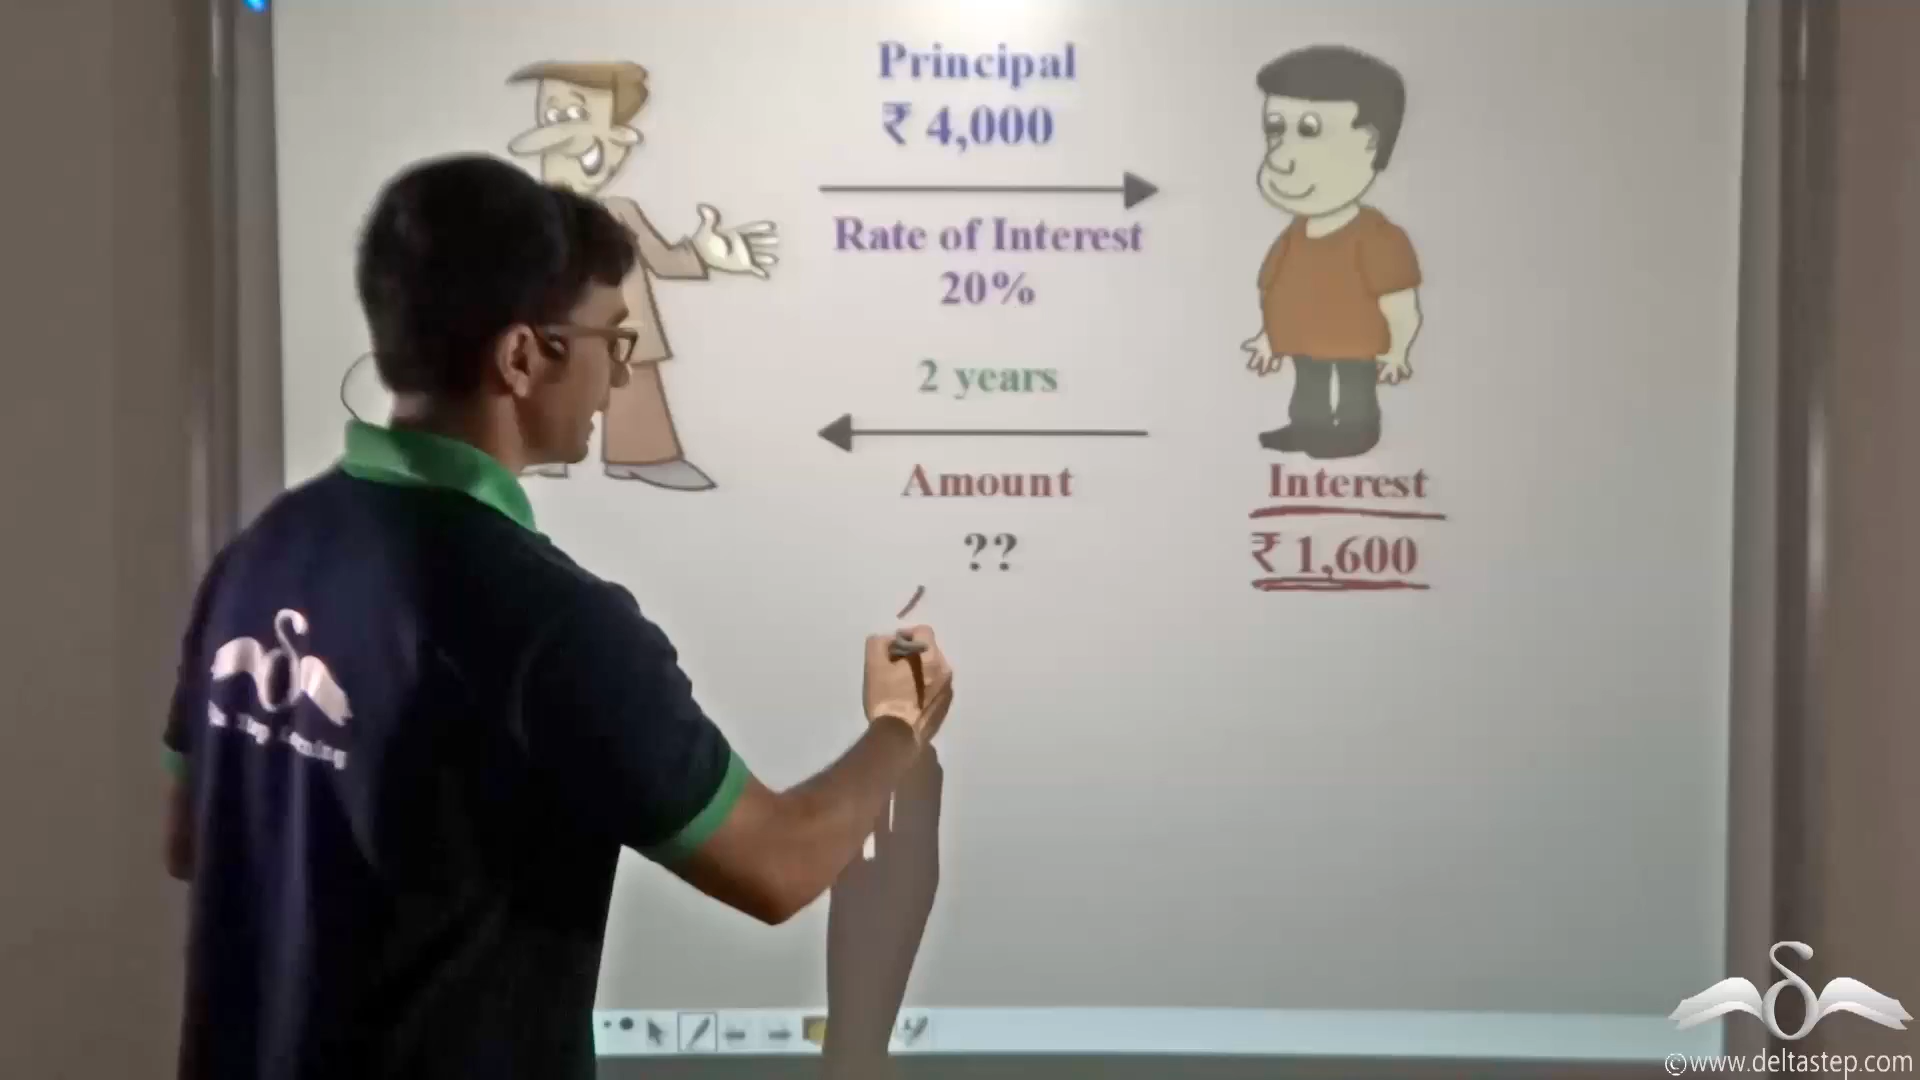 Principal
₹ 4,000
Rate of Interest
20%
2 years
Amount
??
Interest
₹ 1,600
©www.deltastep.com